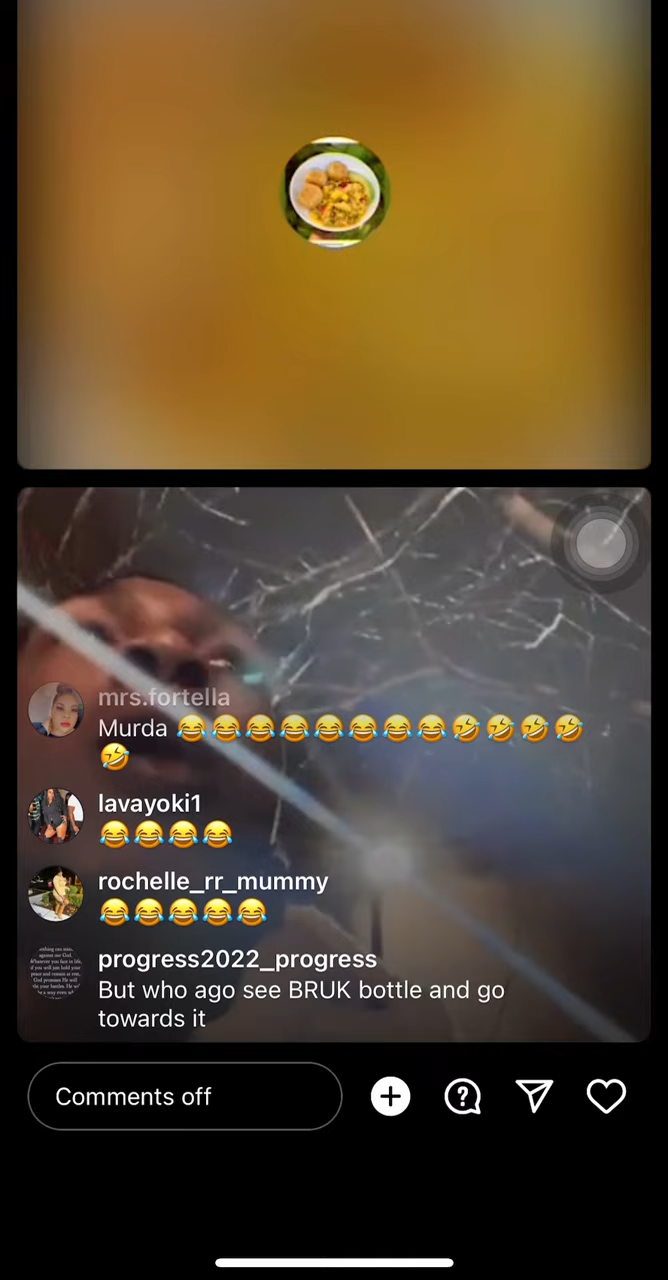 mrs.fortella
Murda 😂😂😂😂😂😂😂😂🤣🤣🤣🤣
🤣
lavayoki1
😂😂😂😂
rochelle_rr_mummy
😂😂😂😂😂
progress2022_progress
But who ago see BRUK bottle and go
towards it
Comments off